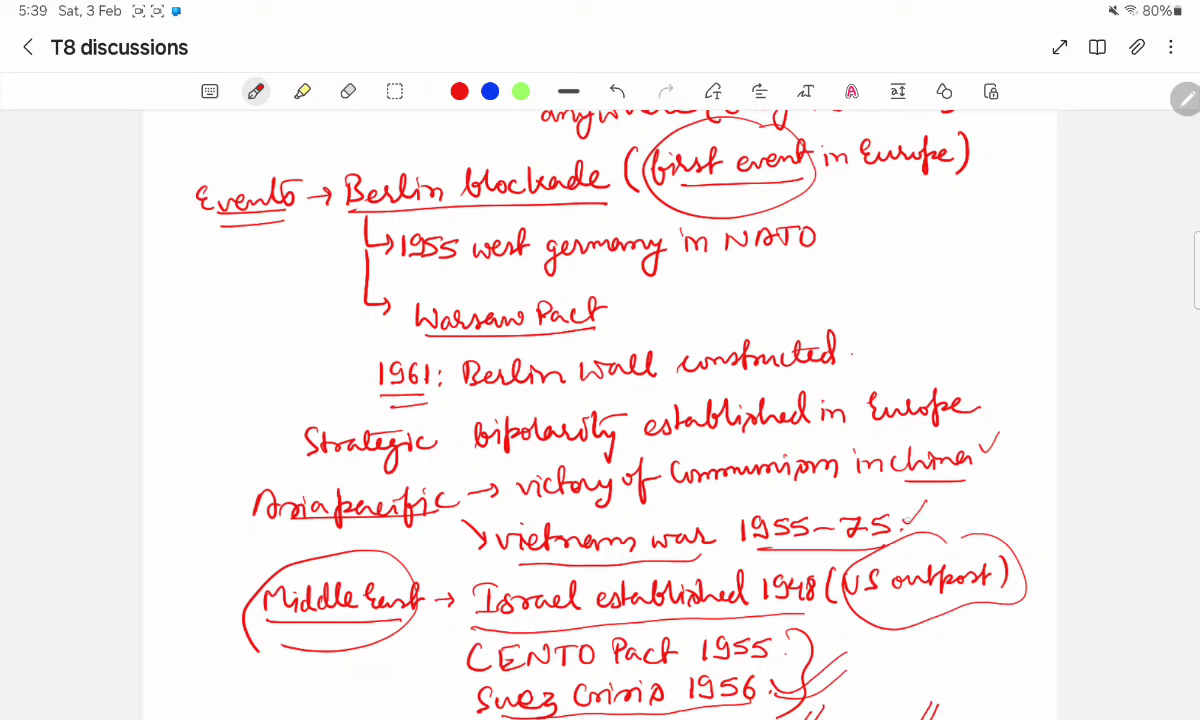 5:39 Sat, 3 Feb 80%
T8 discussions
Events → Berlin blockade (first event in Europe)
↳ 1955 west germany in NATO
↳ Warsaw Pact
1961: Berlin wall constructed.
Strategic bipolarity established in Europe
Asia pacific → victory of Communism in china ✓
↘ vietnam war 1955-75. ✓
Middle East → Israel established 1948 (US outpost)
CENTO Pact 1955.
Suez Crisis 1956.